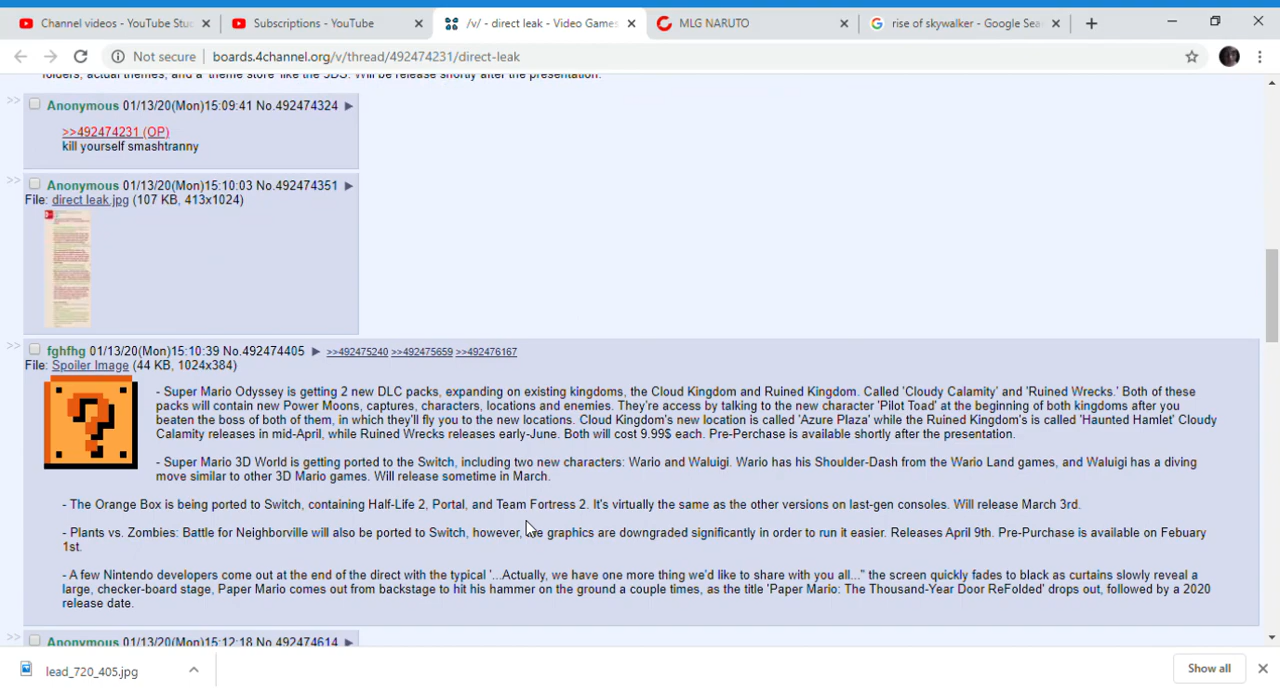 Channel videos - YouTube Stu
Subscriptions - YouTube
/v/ - direct leak - Video Games
MLG NARUTO
rise of skywalker - Google Sea
Not secure
boards.4channel.org/v/thread/492474231/direct-leak
folders, actual themes, and a 'theme store' like the 3DS. Will be release shortly after the presentation.
>> Anonymous 01/13/20(Mon)15:09:41 No.492474324 ▶
>>492474231 (OP)
kill yourself smashtranny
>> Anonymous 01/13/20(Mon)15:10:03 No.492474351 ▶
File: direct leak.jpg (107 KB, 413x1024)
>> fghfhg 01/13/20(Mon)15:10:39 No.492474405 ▶ >>492475240 >>492475659 >>492476167
File: Spoiler Image (44 KB, 1024x384)
- Super Mario Odyssey is getting 2 new DLC packs, expanding on existing kingdoms, the Cloud Kingdom and Ruined Kingdom. Called 'Cloudy Calamity' and 'Ruined Wrecks.' Both of these
packs will contain new Power Moons, captures, characters, locations and enemies. They're access by talking to the new character 'Pilot Toad' at the beginning of both kingdoms after you
beaten the boss of both of them, in which they'll fly you to the new locations. Cloud Kingdom's new location is called 'Azure Plaza' while the Ruined Kingdom's is called 'Haunted Hamlet' Cloudy
Calamity releases in mid-April, while Ruined Wrecks releases early-June. Both will cost 9.99$ each. Pre-Perchase is available shortly after the presentation.
- Super Mario 3D World is getting ported to the Switch, including two new characters: Wario and Waluigi. Wario has his Shoulder-Dash from the Wario Land games, and Waluigi has a diving
move similar to other 3D Mario games. Will release sometime in March.
- The Orange Box is being ported to Switch, containing Half-Life 2, Portal, and Team Fortress 2. It's virtually the same as the other versions on last-gen consoles. Will release March 3rd.
- Plants vs. Zombies: Battle for Neighborville will also be ported to Switch, however, the graphics are downgraded significantly in order to run it easier. Releases April 9th. Pre-Purchase is available on Febuary
1st.
- A few Nintendo developers come out at the end of the direct with the typical '...Actually, we have one more thing we'd like to share with you all..." the screen quickly fades to black as curtains slowly reveal a
large, checker-board stage, Paper Mario comes out from backstage to hit his hammer on the ground a couple times, as the title 'Paper Mario: The Thousand-Year Door ReFolded' drops out, followed by a 2020
release date.
>> Anonymous 01/13/20(Mon)15:12:18 No.492474614 ▶
lead_720_405.jpg
Show all